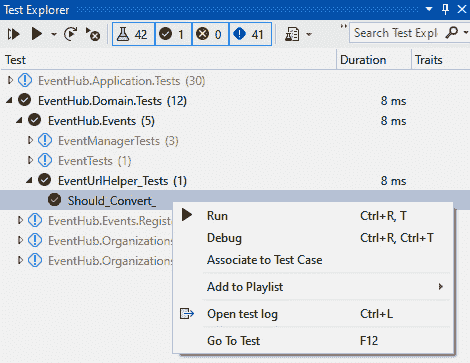 Test Explorer
42 1 0 41 Search Test Expl
Test Duration Traits
EventHub.Application.Tests (30)
EventHub.Domain.Tests (12) 8 ms
EventHub.Events (5) 8 ms
EventManagerTests (3)
EventTests (1)
EventUrlHelper_Tests (1) 8 ms
Should_Convert_
Run Ctrl+R, T
EventHub.Events.Regist
Debug Ctrl+R, Ctrl+T
EventHub.Organizations
Associate to Test Case
EventHub.Organizations
Add to Playlist
Open test log Ctrl+L
Go To Test F12